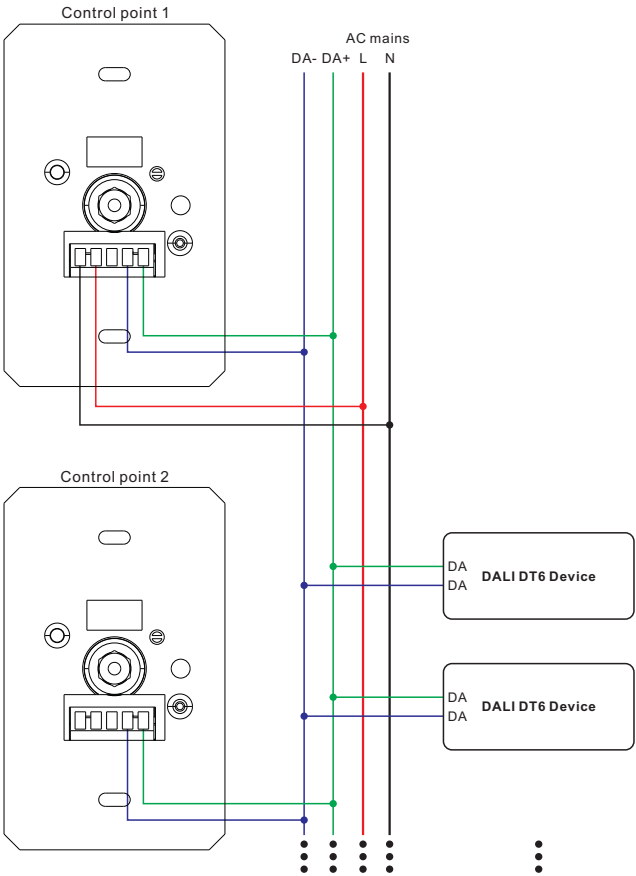 Control point 1
AC mains
DA- DA+ L N
Control point 2
DA
DALI DT6 Device
DA
DA
DALI DT6 Device
DA